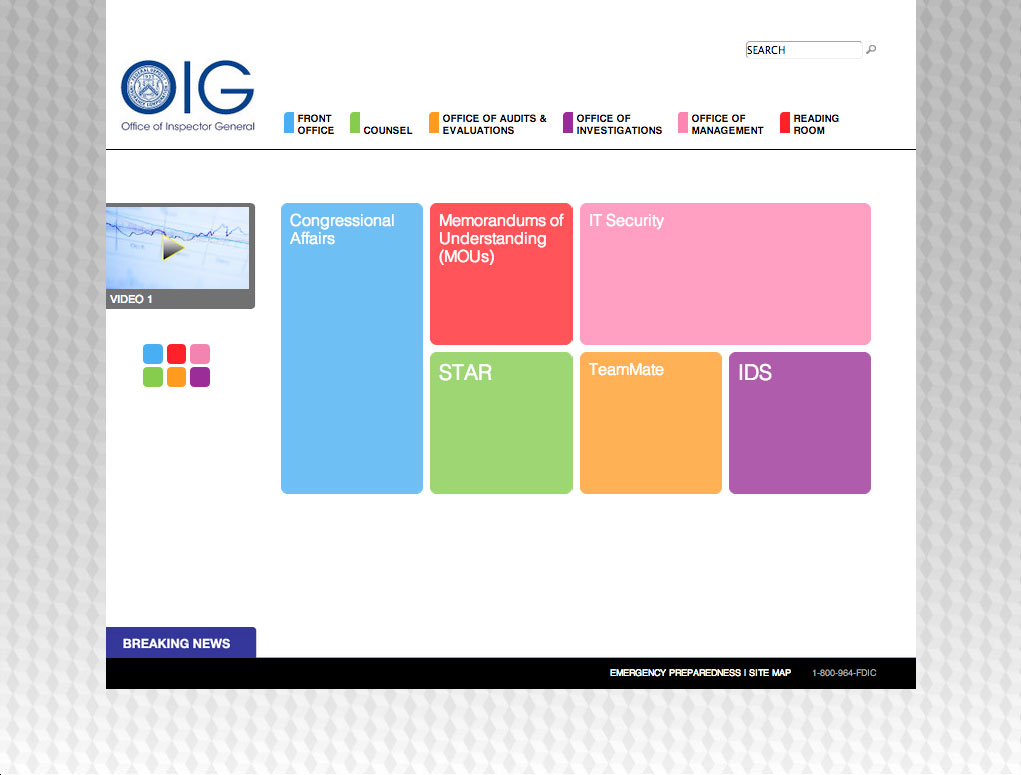 SEARCH
OIG
Office of Inspector General
FRONT
OFFICE
COUNSEL
OFFICE OF AUDITS &
EVALUATIONS
OFFICE OF
INVESTIGATIONS
OFFICE OF
MANAGEMENT
READING
ROOM
VIDEO 1
Congressional
Affairs
Memorandums of
Understanding
(MOUs)
IT Security
STAR
TeamMate
IDS
BREAKING NEWS
EMERGENCY PREPAREDNESS | SITE MAP
1-800-964-FDIC